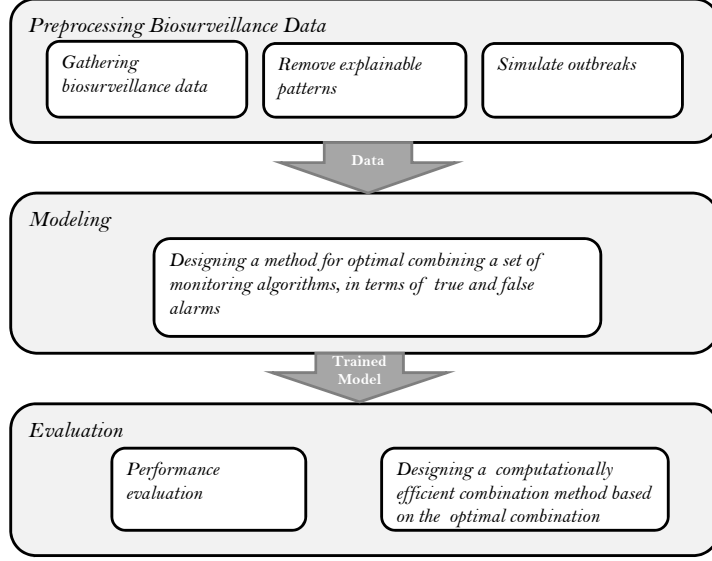 Preprocessing Biosurveillance Data
Gathering
biosurveillance data
Remove explainable
patterns
Simulate outbreaks
Data
Modeling
Designing a method for optimal combining a set of
monitoring algorithms, in terms of true and false
alarms
Trained
Model
Evaluation
Performance
evaluation
Designing a computationally
efficient combination method based
on the optimal combination